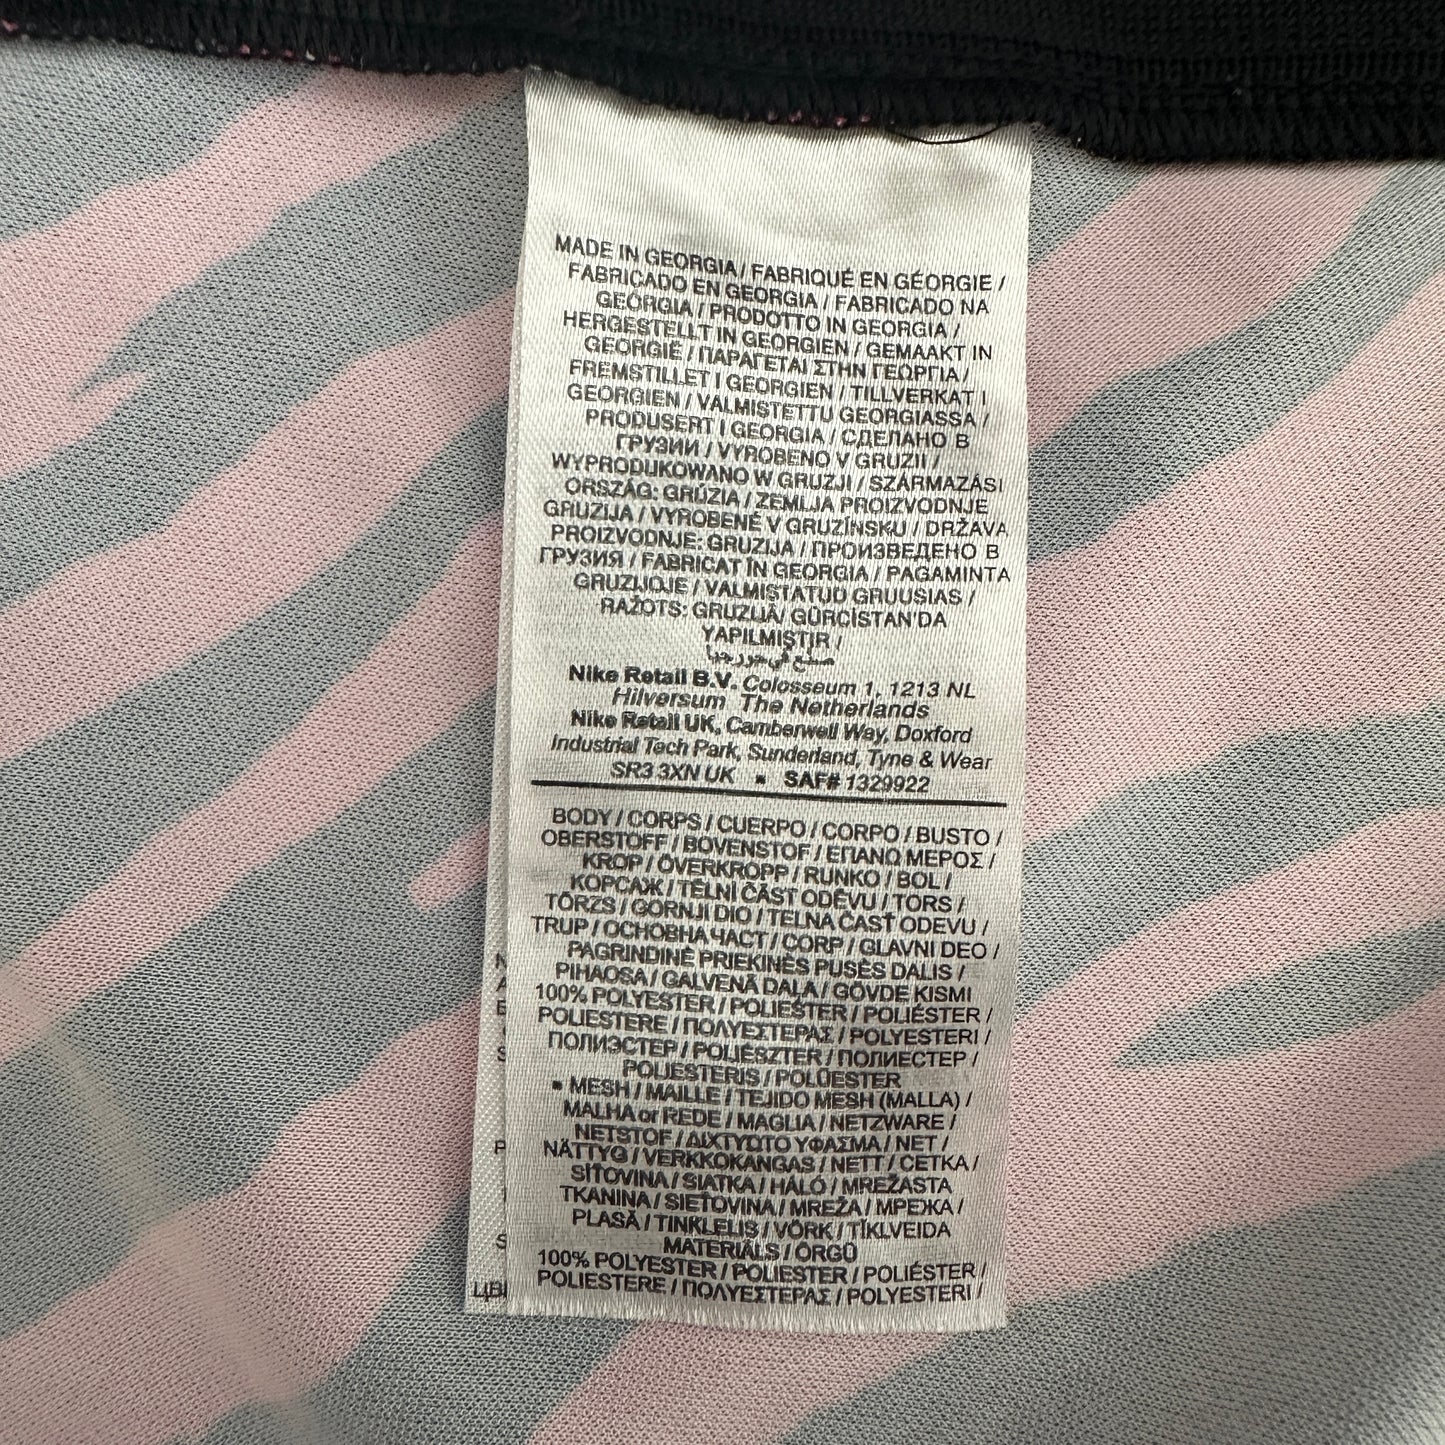 MADE IN GEORGIA / FABRIQUÉ EN GÉORGIE /
FABRICADO EN GEORGIA / FABRICADO NA
GEÓRGIA / PRODOTTO IN GEORGIA /
HERGESTELLT IN GEORGIEN / GEMAAKT IN
GEORGIË / ΠΑΡΑΓΕΤΑΙ ΣΤΗΝ ΓΕΩΡΓΙΑ /
FREMSTILLET I GEORGIEN / TILLVERKAT I
GEORGIEN / VALMISTETTU GEORGIASSA /
PRODUSERT I GEORGIA / СДЕЛАНО В
ГРУЗИИ / VYROBENO V GRUZII /
WYPRODUKOWANO W GRUZJI / SZÁRMAZÁSI
ORSZÁG: GRÚZIA / ZEMLJA PROIZVODNJE
GRUZIJA / VYROBENÉ V GRUZÍNSKU / DRŽAVA
PROIZVODNJE: GRUZIJA / ПРОИЗВЕДЕНО В
ГРУЗИЯ / FABRICAT ÎN GEORGIA / PAGAMINTA
GRUZIJOJE / VALMISTATUD GRUUSIAS /
RAŽOTS: GRUZIJĀ/ GÜRCİSTAN'DA
YAPILMIŞTIR /
صنع في جورجيا
Nike Retail B.V. Colosseum 1, 1213 NL
Hilversum The Netherlands
Nike Retail UK, Camberwell Way, Doxford
Industrial Tech Park, Sunderland, Tyne & Wear
SR3 3XN UK ▪ SAF# 1329922
BODY / CORPS / CUERPO / CORPO / BUSTO /
OBERSTOFF / BOVENSTOF / ΕΠΑΝΩ ΜΕΡΟΣ /
KROP / ÖVERKROPP / RUNKO / BOL /
КОРСАЖ / TĚLNÍ ČÁST ODĚVU / TORS /
TÖRZS / GORNJI DIO / TELNA ČASŤ ODEVU /
TRUP / ОСНОВНА ЧАСТ / CORP / GLAVNI DEO /
PAGRINDINĖ PRIEKINĖS PUSĖS DALIS /
PIHAOSA / GALVENĀ DAĻA / GÖVDE KISMI
100% POLYESTER / POLIÉSTER / POLIÉSTER /
POLIESTERE / ΠΟΛΥΕΣΤΕΡΑΣ / POLYESTERI /
ПОЛИЭСТЕР / POLIÉSZTER / ПОЛИЕСТЕР /
POLIESTERIS / POLÜESTER
▪ MESH / MAILLE / TEJIDO MESH (MALLA) /
MALHA or REDE / MAGLIA / NETZWARE /
NETSTOF / ΔΙΧΤΥΩΤΟ ΥΦΑΣΜΑ / NET /
NÄTTYG / VERKKOKANGAS / NETT / СЕТКА /
SÍŤOVINA / SIATKA / HÁLÓ / MREŽASTA
TKANINA / SIEŤOVINA / MREŽA / МРЕЖА /
PLASĂ / TINKLELIS / VÕRK / TĪKLVEIDA
MATERIĀLS / ÖRGÜ
100% POLYESTER / POLIESTER / POLIÉSTER /
POLIESTERE / ΠΟΛΥΕΣΤΕΡΑΣ / POLYESTERI /